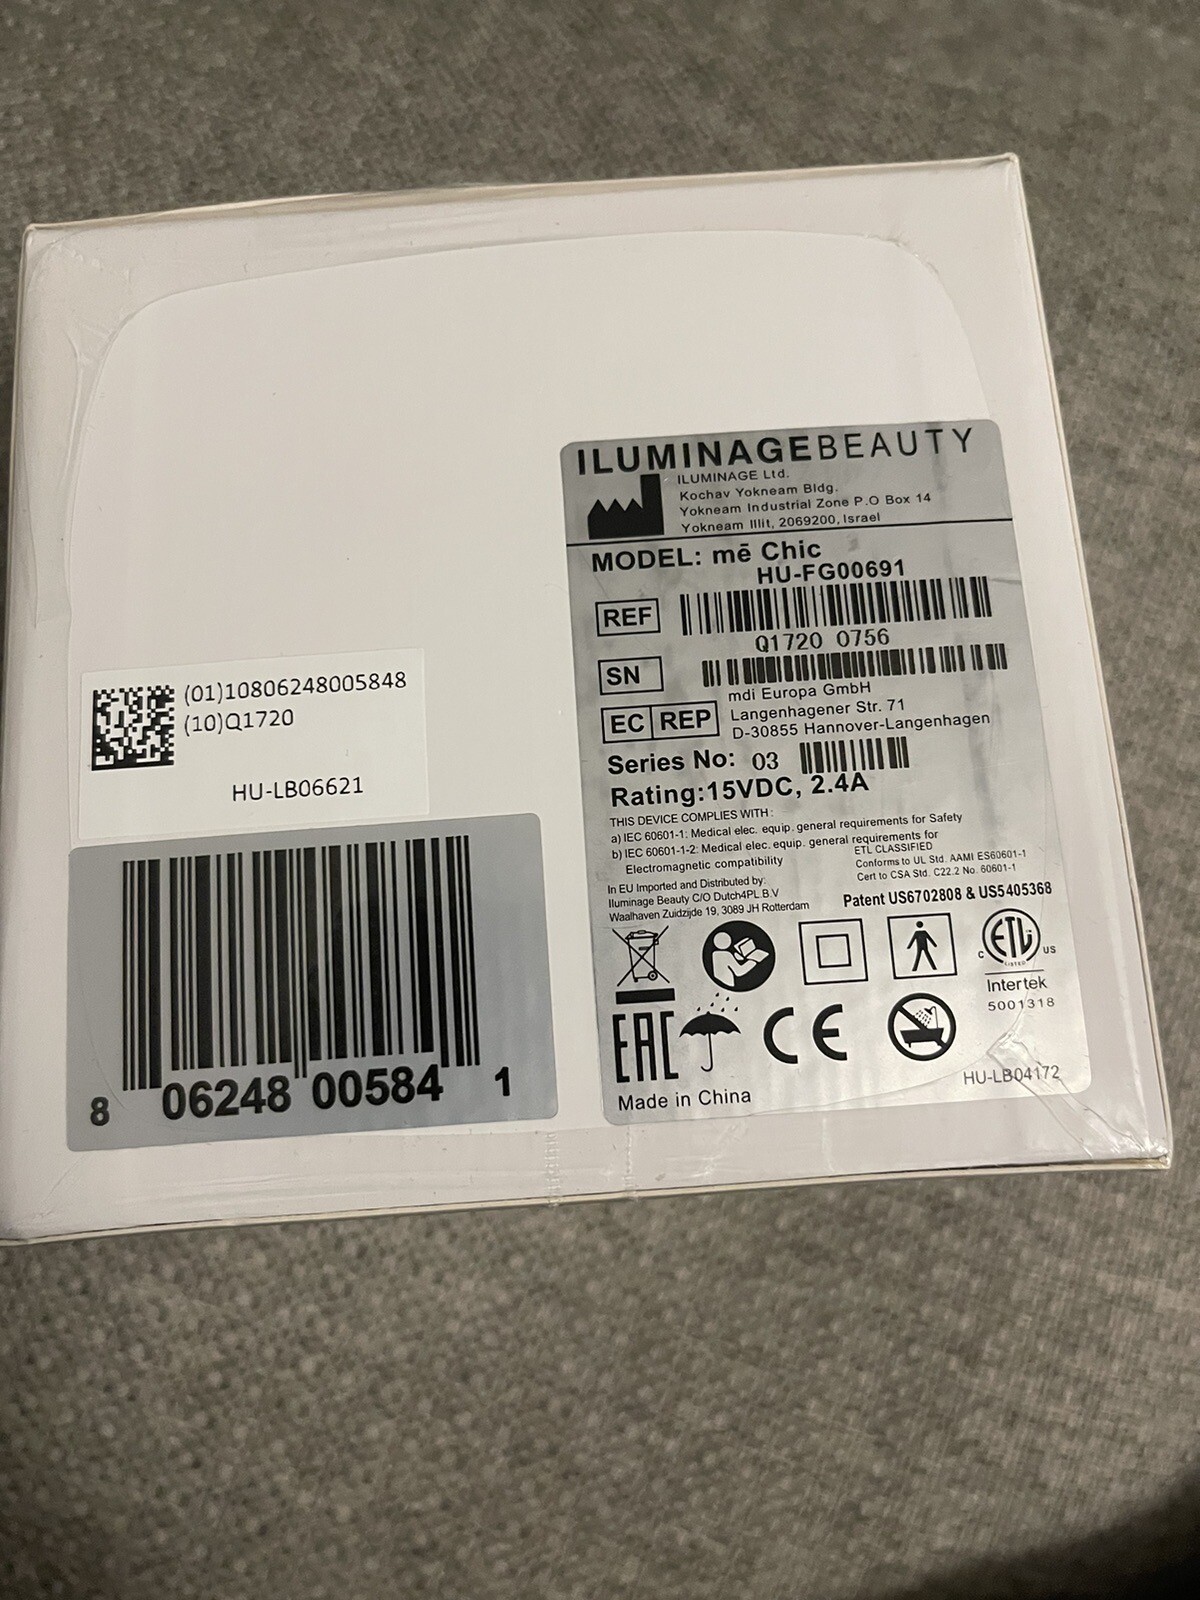 ILUMINAGEBEAUTY
ILUMINAGE Ltd.
Kochav Yokneam Bldg.
Yokneam Industrial Zone P.O Box 14
Yokneam Illit, 2069200, Israel
MODEL: mē Chic
HU-FG00691
REF
Q1720 0756
SN
mdi Europa GmbH
EC REP
Langenhagener Str. 71
D-30855 Hannover-Langenhagen
Series No: 03
Rating:15VDC, 2.4A
THIS DEVICE COMPLIES WITH:
a) IEC 60601-1: Medical elec. equip. general requirements for Safety
b) IEC 60601-1-2: Medical elec. equip. general requirements for
Electromagnetic compatibility
ETL CLASSIFIED
Conforms to UL Std. AAMI ES60601-1
Cert to CSA Std. C22.2 No. 60601-1
In EU Imported and Distributed by:
Iluminage Beauty C/O Dutch4PL B.V
Waalhaven Zuidzijde 19, 3089 JH Rotterdam
Patent US6702808 & US5405368
C ETL US
LISTED
Intertek
5001318
EAC CE
Made in China
HU-LB04172
(01)10806248005848
(10)Q1720
HU-LB06621
8 06248 00584 1